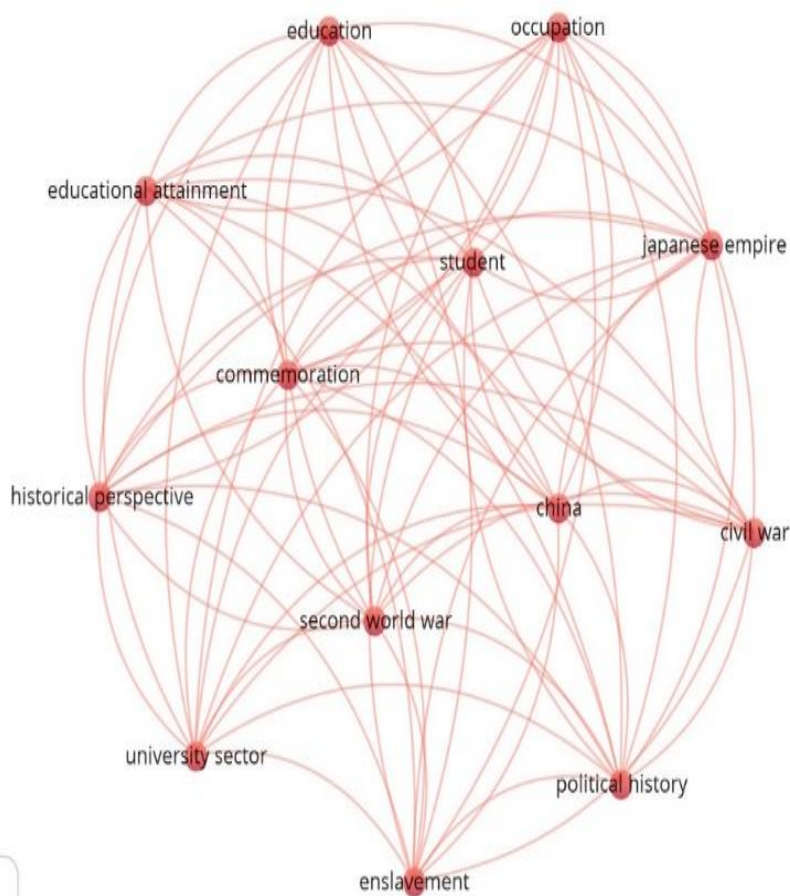 education
occupation
educational attainment
japanese empire
student
commemoration
historical perspective
china
civil war
second world war
university sector
political history
enslavement